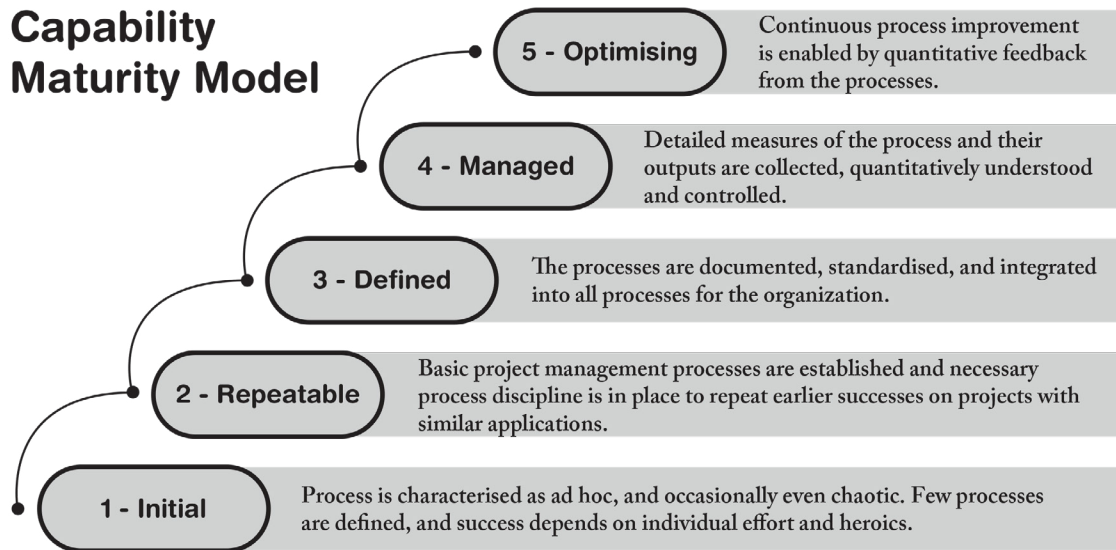 Capability
Maturity Model
5 - Optimising
Continuous process improvement
is enabled by quantitative feedback
from the processes.
4 - Managed
Detailed measures of the process and their
outputs are collected, quantitatively understood
and controlled.
3 - Defined
The processes are documented, standardised, and integrated
into all processes for the organization.
2 - Repeatable
Basic project management processes are established and necessary
process discipline is in place to repeat earlier successes on projects with
similar applications.
1 - Initial
Process is characterised as ad hoc, and occasionally even chaotic. Few processes
are defined, and success depends on individual effort and heroics.